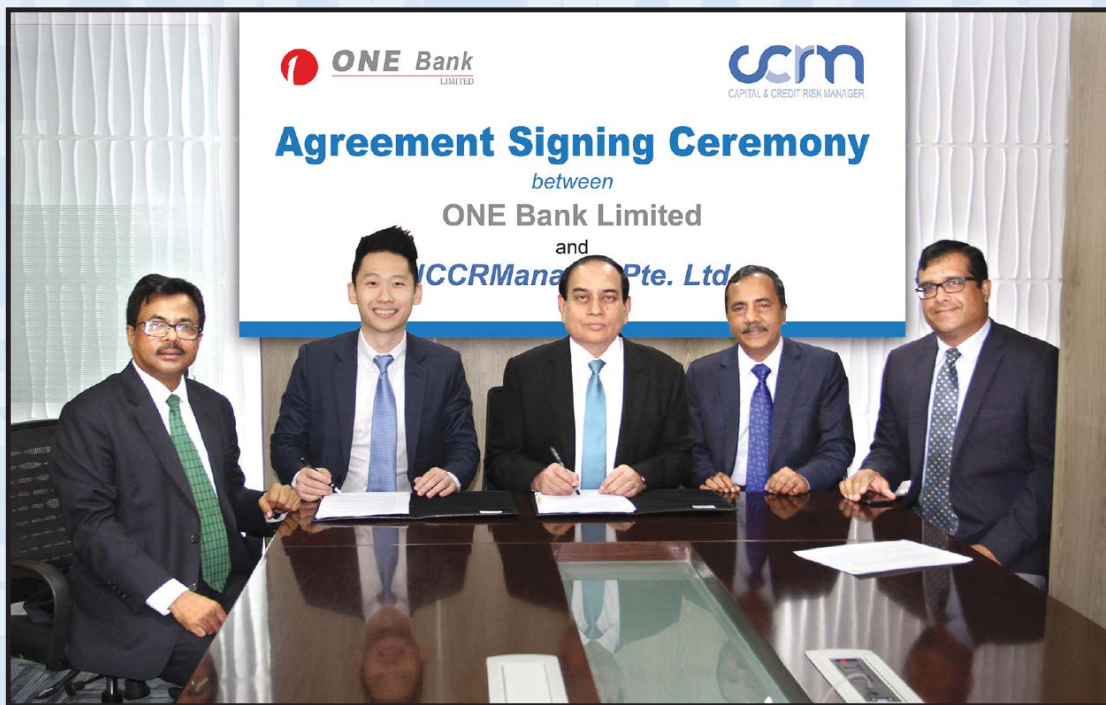 ONE Bank
LIMITED
ccrm
CAPITAL & CREDIT RISK MANAGER
Agreement Signing Ceremony
between
ONE Bank Limited
and
Pte. Ltd